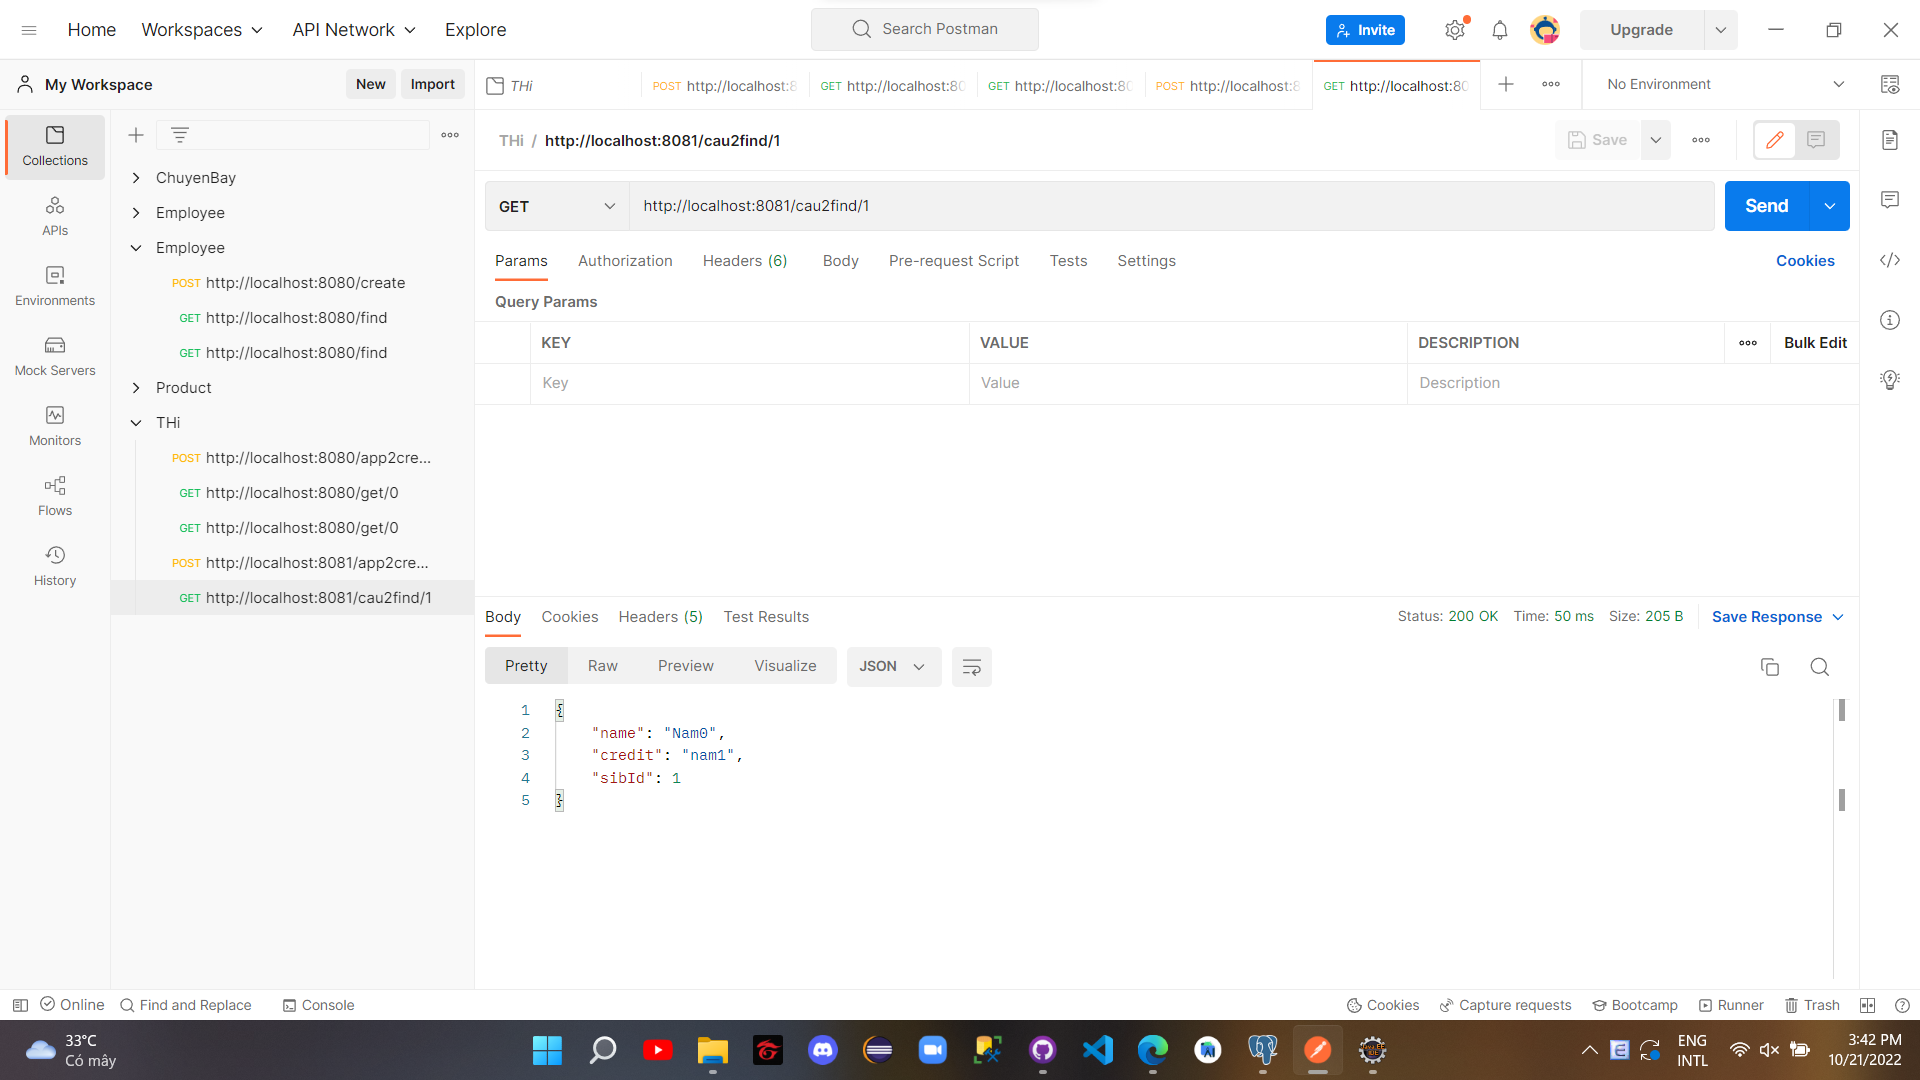 Home Workspaces API Network Explore Search Postman Invite Upgrade
My Workspace New Import THi POST http://localhost:8 GET http://localhost:80 GET http://localhost:80 POST http://localhost:8 GET http://localhost:80 No Environment
THi / http://localhost:8081/cau2find/1 Save
Collections
APIs
Environments
Mock Servers
Monitors
Flows
History
ChuyenBay
Employee
Employee
POST http://localhost:8080/create
GET http://localhost:8080/find
GET http://localhost:8080/find
Product
THi
POST http://localhost:8080/app2cre...
GET http://localhost:8080/get/0
GET http://localhost:8080/get/0
POST http://localhost:8081/app2cre...
GET http://localhost:8081/cau2find/1
GET http://localhost:8081/cau2find/1 Send
Params Authorization Headers (6) Body Pre-request Script Tests Settings Cookies
Query Params
KEY VALUE DESCRIPTION Bulk Edit
Key Value Description
Body Cookies Headers (5) Test Results Status: 200 OK Time: 50 ms Size: 205 B Save Response
Pretty Raw Preview Visualize JSON
1 {
2 "name": "Nam0",
3 "credit": "nam1",
4 "sibId": 1
5 }
Online Find and Replace Console Cookies Capture requests Bootcamp Runner Trash
33°C
Có mây
ENG
INTL
3:42 PM
10/21/2022